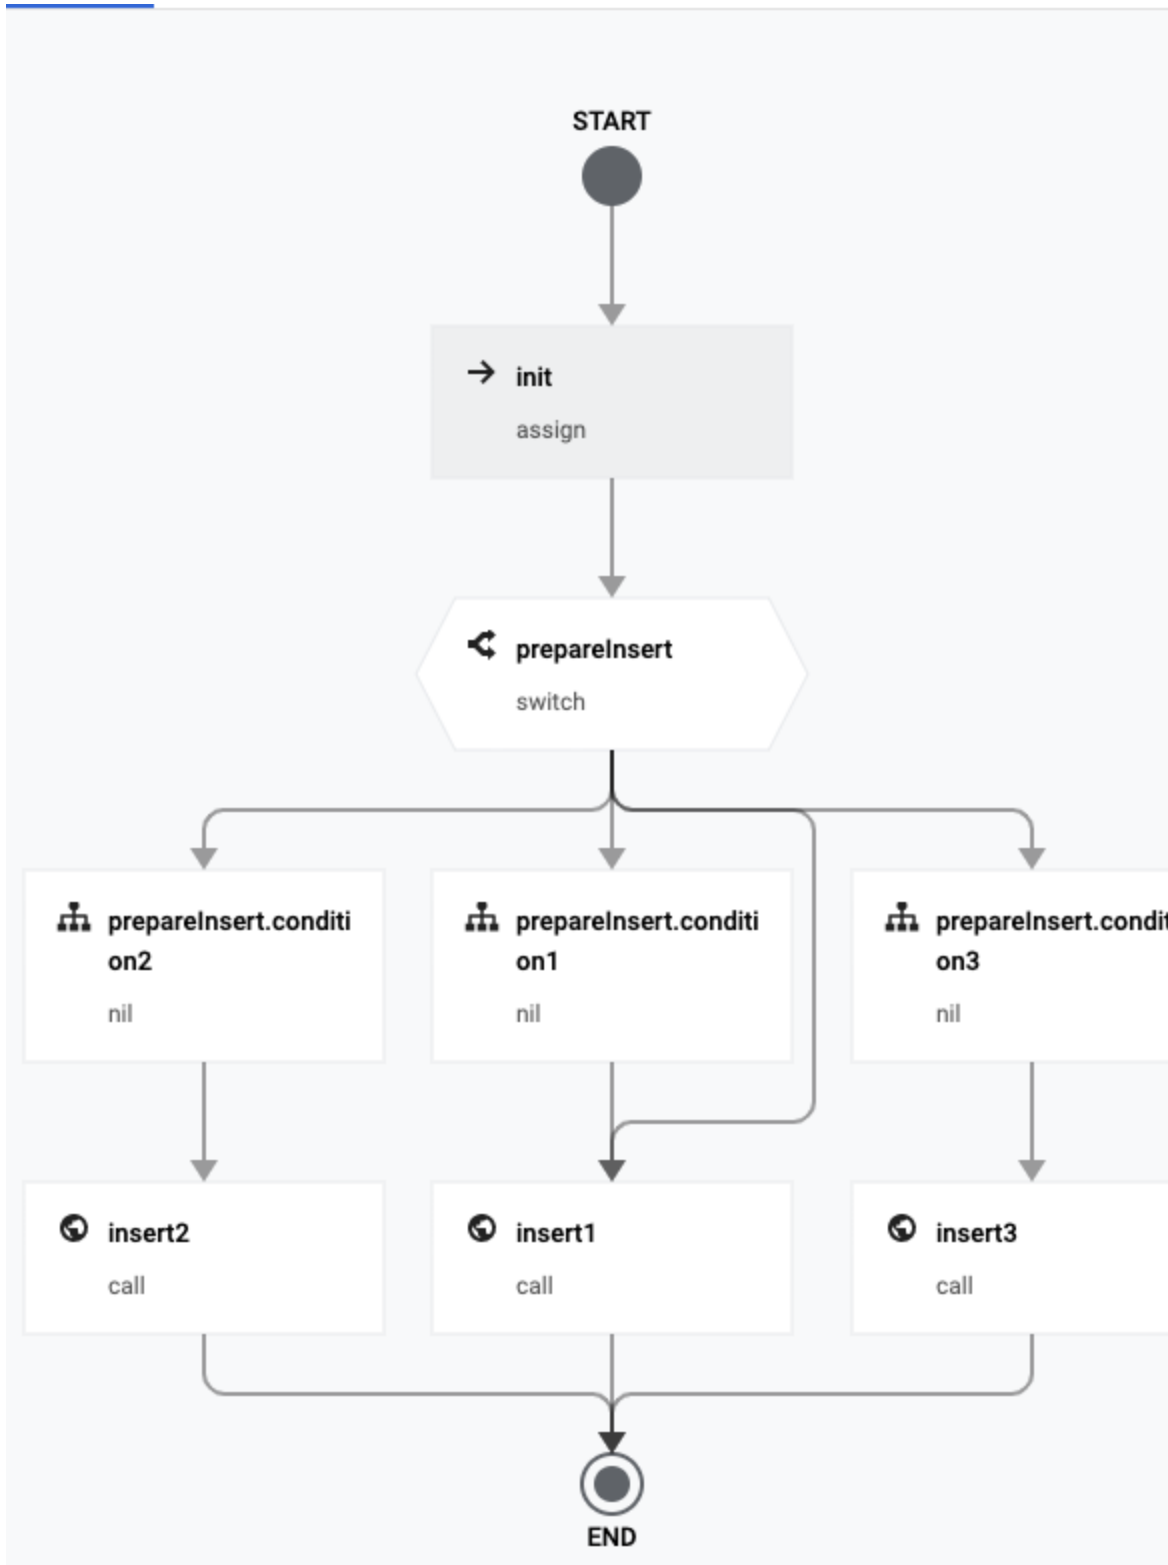 START
init
assign
prepareInsert
switch
prepareInsert.conditi
on2
nil
prepareInsert.conditi
on1
nil
prepareInsert.condit
on3
nil
insert2
call
insert1
call
insert3
call
END